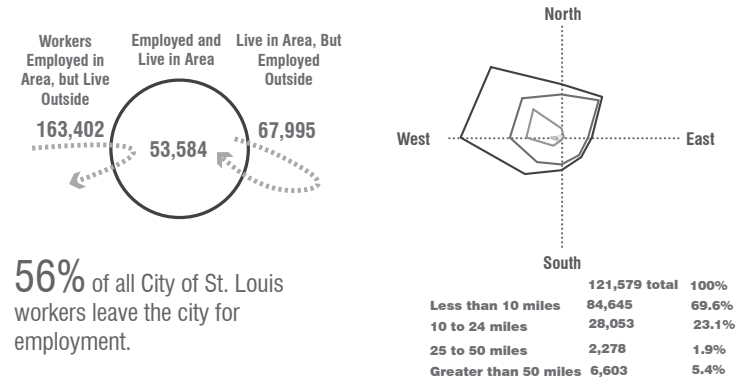 Workers
Employed in
Area, but Live
Outside
163,402
Employed and
Live in Area
53,584
Live in Area, But
Employed
Outside
67,995
56% of all City of St. Louis
workers leave the city for
employment.
North
West
East
South
121,579 total 100%
Less than 10 miles 84,645 69.6%
10 to 24 miles 28,053 23.1%
25 to 50 miles 2,278 1.9%
Greater than 50 miles 6,603 5.4%